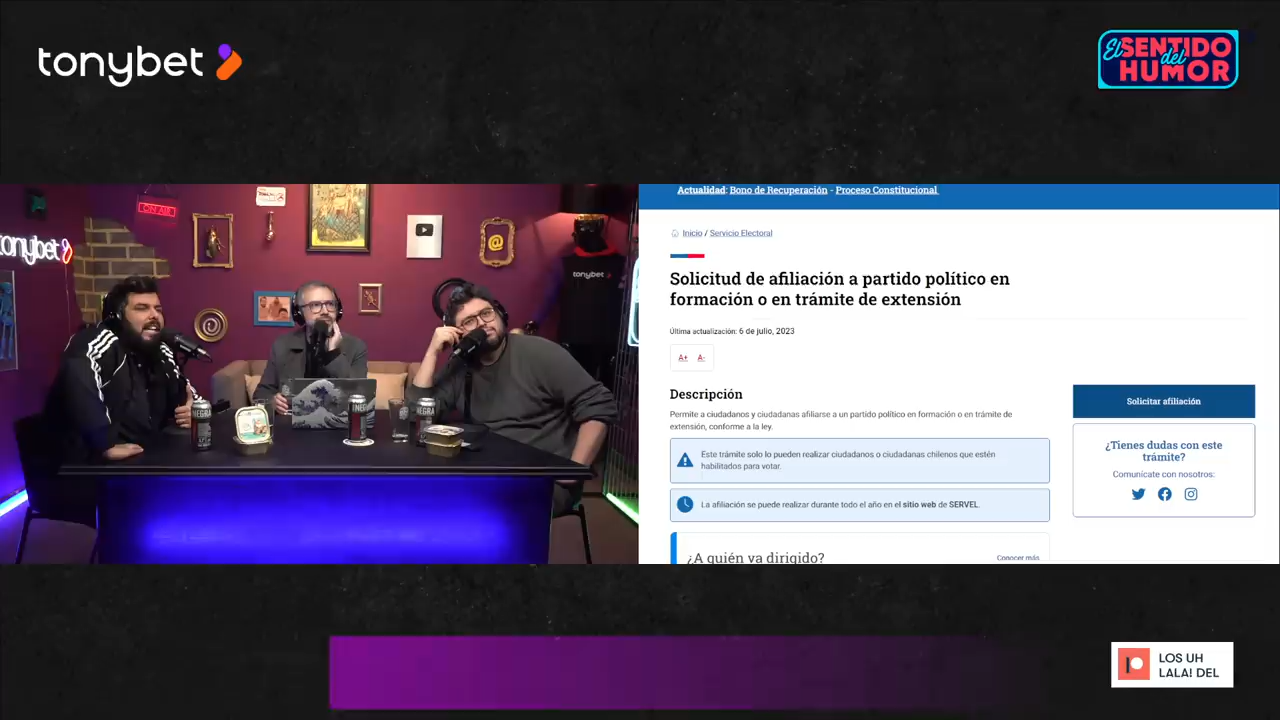 tonybet
El SENTIDO
del
HUMOR
ON AIR
tonybet
tonybet
@
NEGRA
NEGRA
NEGRA
Actualidad: Bono de Recuperación - Proceso Constitucional
Inicio / Servicio Electoral
Solicitud de afiliación a partido político en
formación o en trámite de extensión
Última actualización: 6 de julio, 2023
A+ A-
Descripción
Permite a ciudadanos y ciudadanas afiliarse a un partido político en formación o en trámite de
extensión, conforme a la ley.
Este trámite solo lo pueden realizar ciudadanos o ciudadanas chilenos que estén
habilitados para votar.
La afiliación se puede realizar durante todo el año en el sitio web de SERVEL.
¿A quién va dirigido?
Conocer más
Solicitar afiliación
¿Tienes dudas con este
trámite?
Comunícate con nosotros:
LOS UH
LALA! DEL